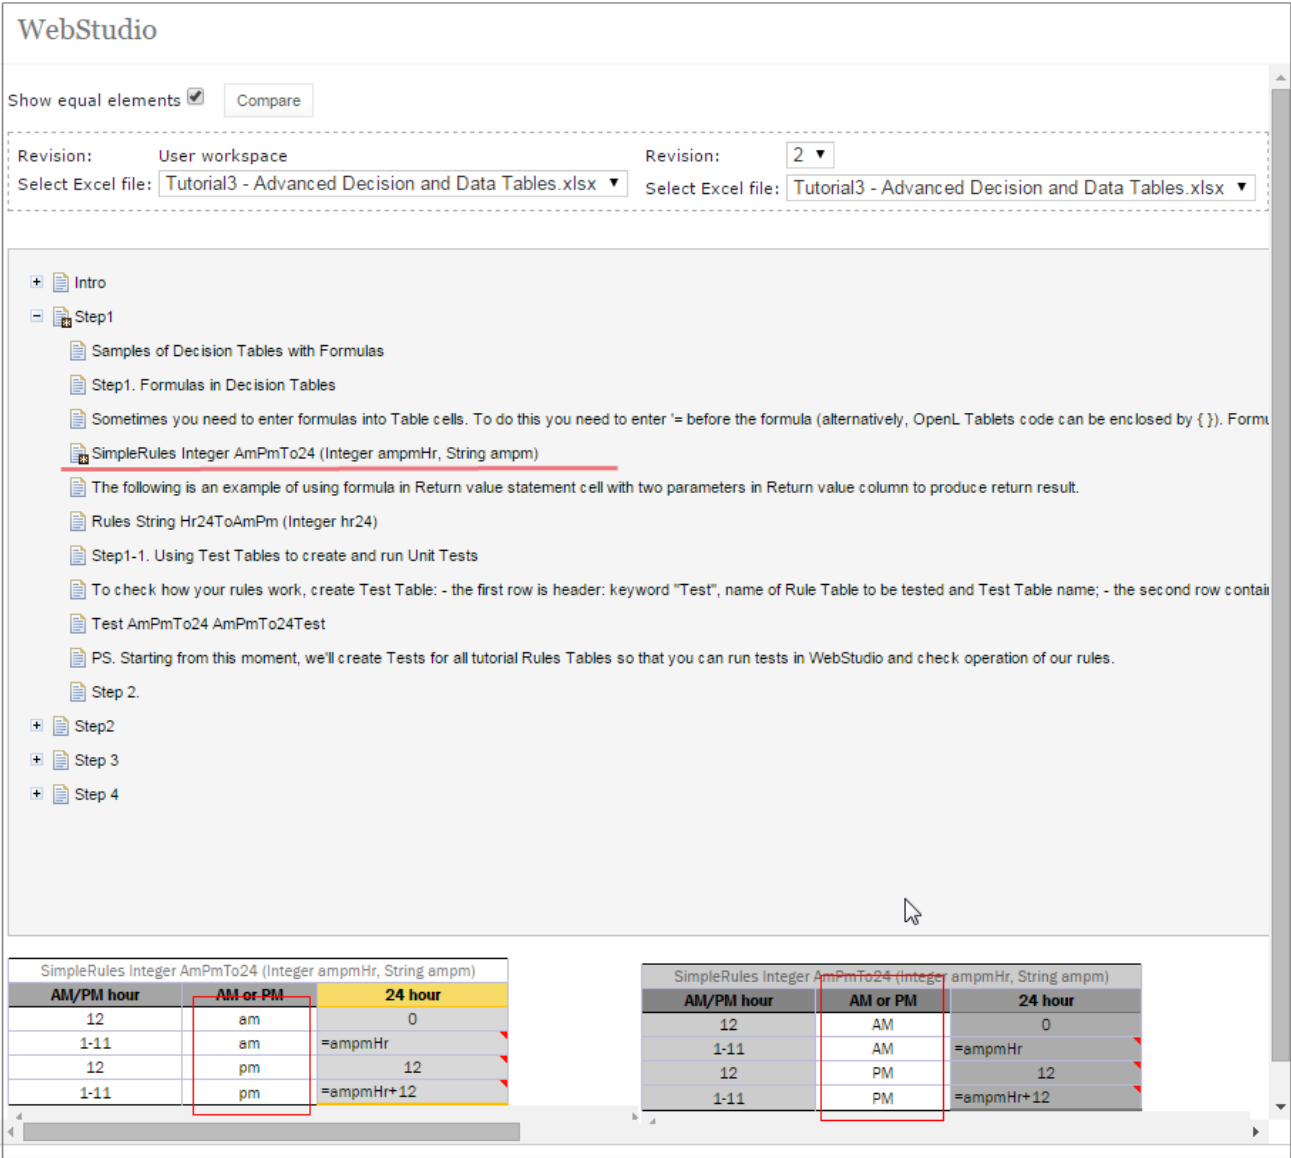 WebStudio
Show equal elements Compare
Revision: User workspace Revision: 2
Select Excel file: Tutorial3 - Advanced Decision and Data Tables.xlsx Select Excel file: Tutorial3 - Advanced Decision and Data Tables.xlsx
Intro
Step1
Samples of Decision Tables with Formulas
Step1. Formulas in Decision Tables
Sometimes you need to enter formulas into Table cells. To do this you need to enter '= before the formula (alternatively, OpenL Tablets code can be enclosed by { }). Formu
SimpleRules Integer AmPmTo24 (Integer ampmHr, String ampm)
The following is an example of using formula in Return value statement cell with two parameters in Return value column to produce return result.
Rules String Hr24ToAmPm (Integer hr24)
Step1-1. Using Test Tables to create and run Unit Tests
To check how your rules work, create Test Table: - the first row is header: keyword "Test", name of Rule Table to be tested and Test Table name; - the second row contai
Test AmPmTo24 AmPmTo24Test
PS. Starting from this moment, we'll create Tests for all tutorial Rules Tables so that you can run tests in WebStudio and check operation of our rules.
Step 2.
Step2
Step 3
Step 4
SimpleRules Integer AmPmTo24 (Integer ampmHr, String ampm)
AM/PM hour AM or PM 24 hour
12 am 0
1-11 am =ampmHr
12 pm 12
1-11 pm =ampmHr+12
SimpleRules Integer AmPmTo24 (Integer ampmHr, String ampm)
AM/PM hour AM or PM 24 hour
12 AM 0
1-11 AM =ampmHr
12 PM 12
1-11 PM =ampmHr+12